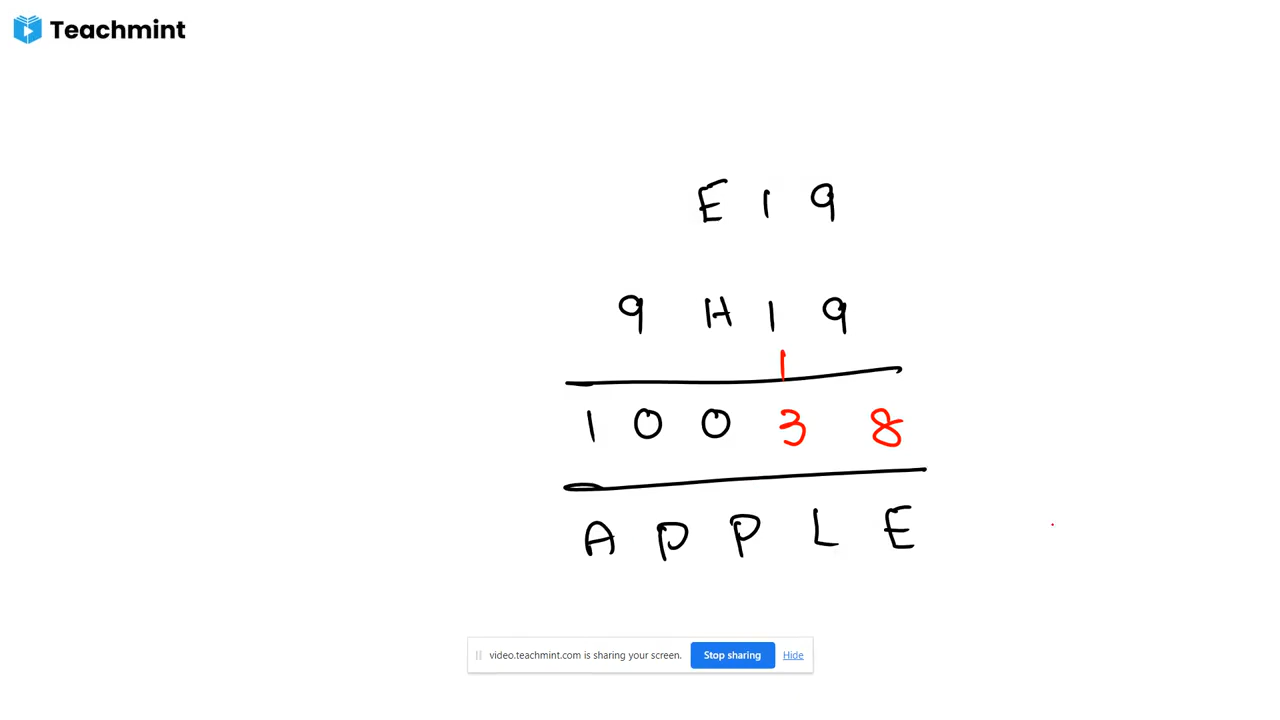 Teachmint
E 1 9
9 H 1 9
1
1 0 0 3 8
A P P L E
video.teachmint.com is sharing your screen. Stop sharing Hide